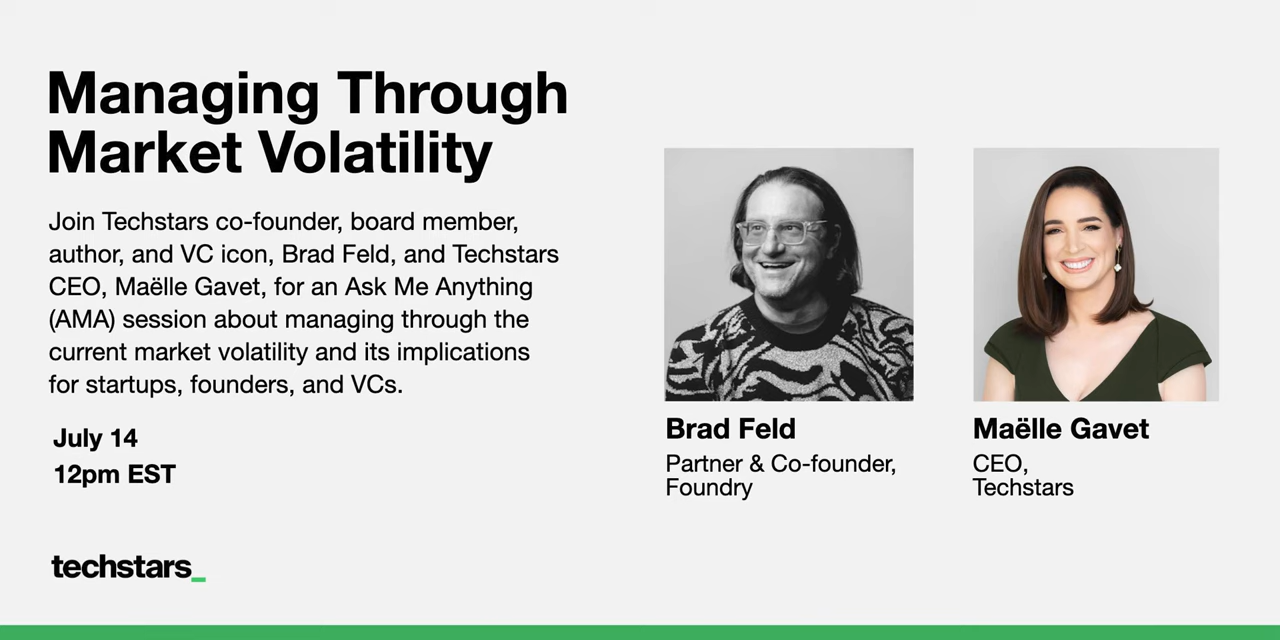 Managing Through
Market Volatility
Join Techstars co-founder, board member,
author, and VC icon, Brad Feld, and Techstars
CEO, Maëlle Gavet, for an Ask Me Anything
(AMA) session about managing through the
current market volatility and its implications
for startups, founders, and VCs.
July 14
12pm EST
techstars_
Brad Feld
Partner & Co-founder,
Foundry
Maëlle Gavet
CEO,
Techstars